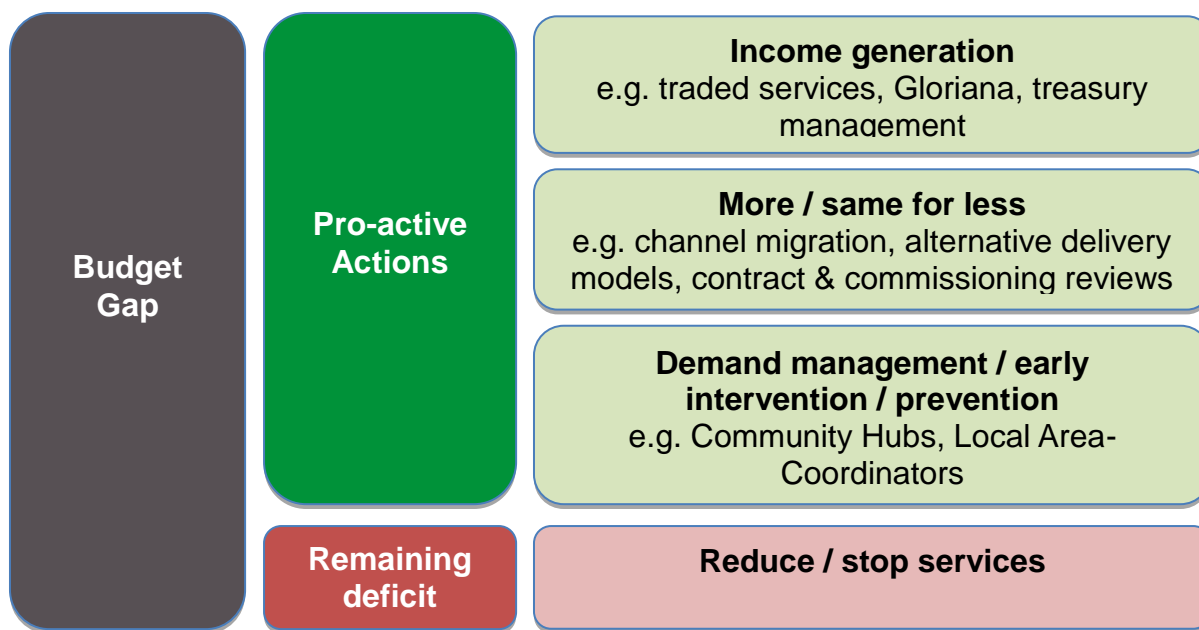 Budget
Gap
Pro-active
Actions
Income generation
e.g. traded services, Gloriana, treasury
management
More / same for less
e.g. channel migration, alternative delivery
models, contract & commissioning reviews
Demand management / early
intervention / prevention
e.g. Community Hubs, Local Area-
Coordinators
Remaining
deficit
Reduce / stop services